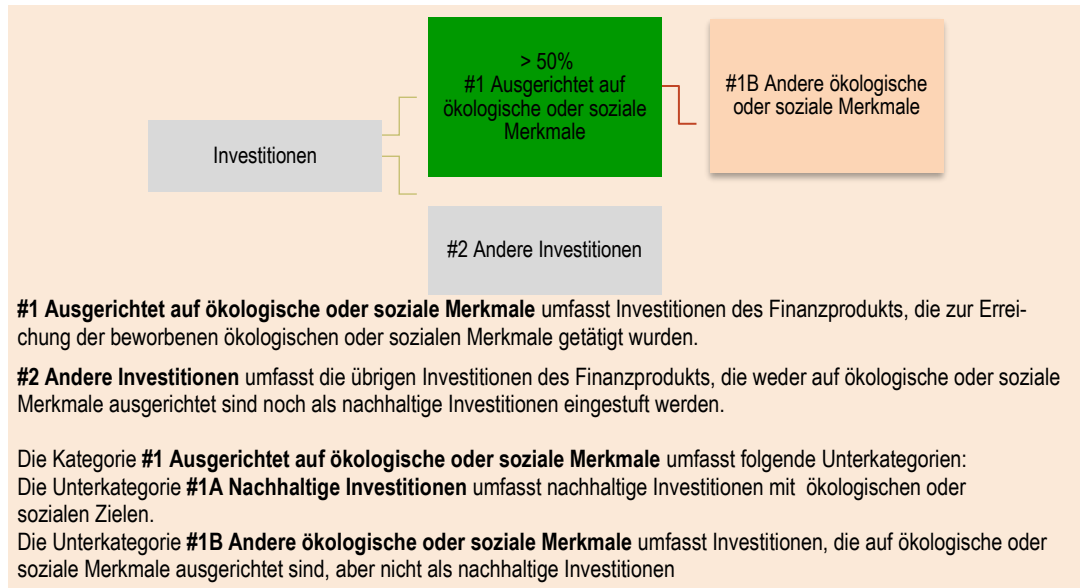 > 50%
#1 Ausgerichtet auf
ökologische oder soziale
Merkmale
#1B Andere ökologische
oder soziale Merkmale
Investitionen
#2 Andere Investitionen
#1 Ausgerichtet auf ökologische oder soziale Merkmale umfasst Investitionen des Finanzprodukts, die zur Errei-
chung der beworbenen ökologischen oder sozialen Merkmale getätigt wurden.
#2 Andere Investitionen umfasst die übrigen Investitionen des Finanzprodukts, die weder auf ökologische oder soziale
Merkmale ausgerichtet sind noch als nachhaltige Investitionen eingestuft werden.
Die Kategorie #1 Ausgerichtet auf ökologische oder soziale Merkmale umfasst folgende Unterkategorien:
Die Unterkategorie #1A Nachhaltige Investitionen umfasst nachhaltige Investitionen mit ökologischen oder
sozialen Zielen.
Die Unterkategorie #1B Andere ökologische oder soziale Merkmale umfasst Investitionen, die auf ökologische oder
soziale Merkmale ausgerichtet sind, aber nicht als nachhaltige Investitionen